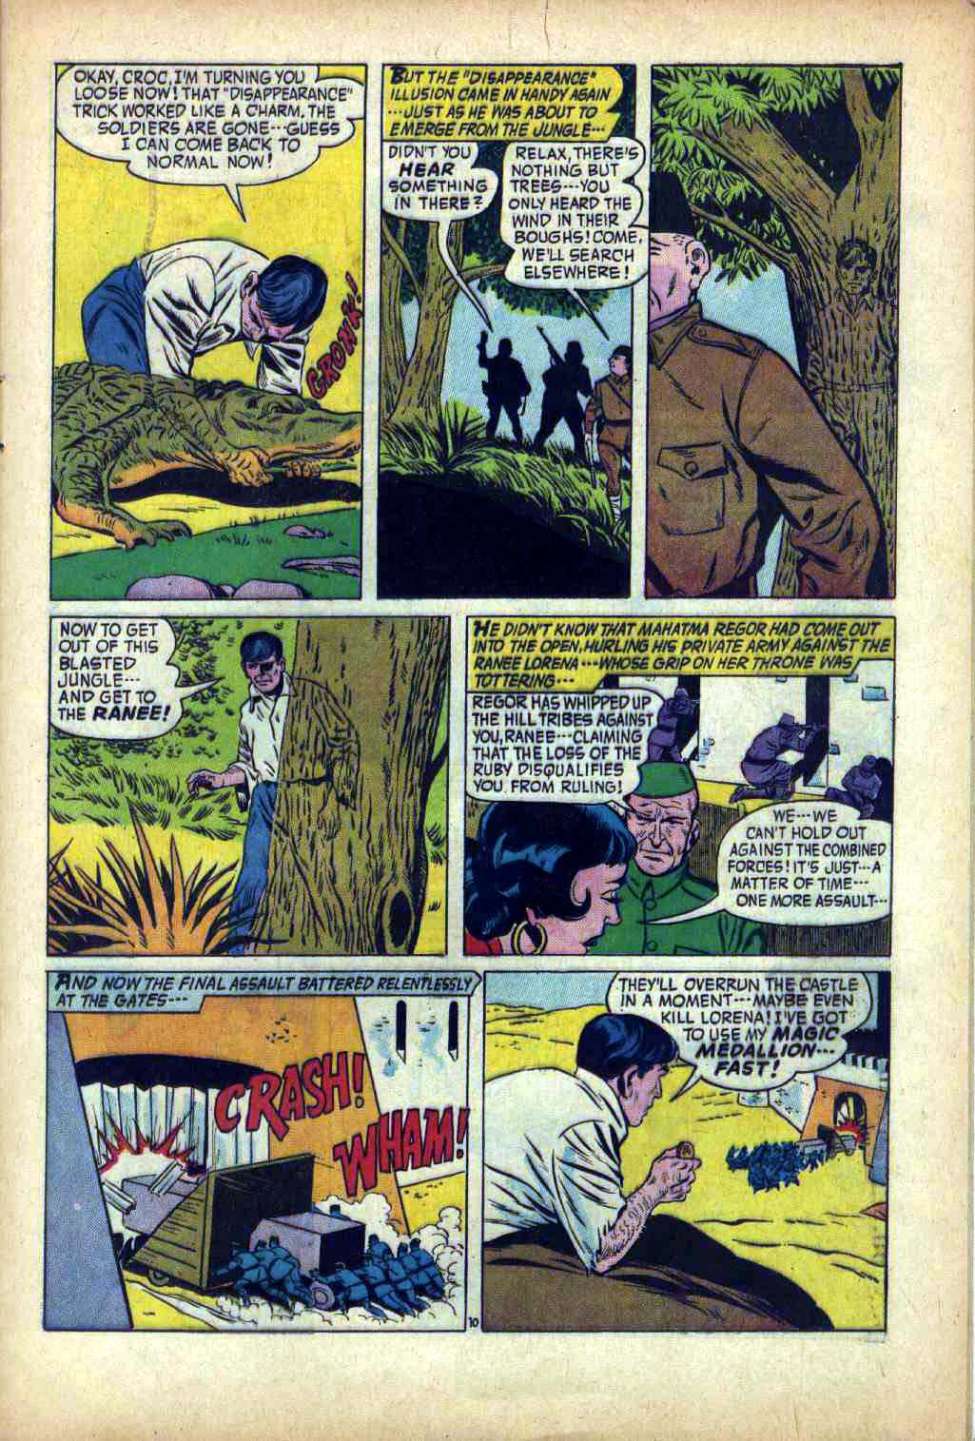 OKAY, CROC, I'M TURNING YOU
LOOSE NOW! THAT "DISAPPEARANCE"
TRICK WORKED LIKE A CHARM. THE
SOLDIERS ARE GONE---GUESS
I CAN COME BACK TO
NORMAL NOW!
GRONK!
BUT THE "DISAPPEARANCE"
ILLUSION CAME IN HANDY AGAIN
---JUST AS HE WAS ABOUT TO
EMERGE FROM THE JUNGLE---
DIDN'T YOU
HEAR
SOMETHING
IN THERE?
RELAX, THERE'S
NOTHING BUT
TREES---YOU
ONLY HEARD THE
WIND IN THEIR
BOUGHS! COME,
WE'LL SEARCH
ELSEWHERE!
NOW TO GET
OUT OF THIS
BLASTED
JUNGLE---
AND GET TO
THE RANEE!
HE DIDN'T KNOW THAT MAHATMA REGOR HAD COME OUT
INTO THE OPEN, HURLING HIS PRIVATE ARMY AGAINST THE
RANEE LORENA---WHOSE GRIP ON HER THRONE WAS
TOTTERING---
REGOR HAS WHIPPED UP
THE HILL TRIBES AGAINST
YOU, RANEE---CLAIMING
THAT THE LOSS OF THE
RUBY DISQUALIFIES
YOU FROM RULING!
WE---WE
CAN'T HOLD OUT
AGAINST THE COMBINED
FORCES! IT'S JUST---A
MATTER OF TIME---
ONE MORE ASSAULT---
AND NOW THE FINAL ASSAULT BATTERED RELENTLESSLY
AT THE GATES---
CRASH!
WHAM!
10
THEY'LL OVERRUN THE CASTLE
IN A MOMENT---MAYBE EVEN
KILL LORENA! I'VE GOT
TO USE MY MAGIC
MEDALLION---
FAST!